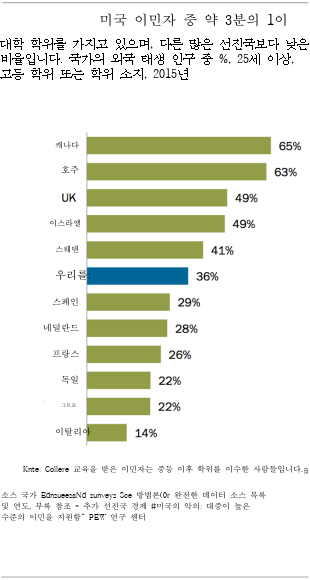 미국 이민자 중 약 3분의 1이
대학 학위를 가지고 있으며, 다른 많은 선진국보다 낮은
비율입니다. 국가의 외국 태생 인구 중 %, 25세 이상,
고등 학위 또는 학위 소지, 2015년
캐나다 65%
호주 63%
UK 49%
이스라엘 49%
스웨덴 41%
우리를 36%
스페인 29%
네덜란드 28%
프랑스 26%
독일 22%
22%
이탈리아 14%
Knte: Collere 교육을 받은 이민자는 중등 이후 학위를 이수한 사람들입니다.
소스 국가 sunveys Soe 방법론(Or 완전한 데이터 소스 목록
및 연도, 부록 참조 = 추가 선진국 경제 #미국의 악의: 대중이 높은
수준의 이민을 지원함" PEW 연구 센터